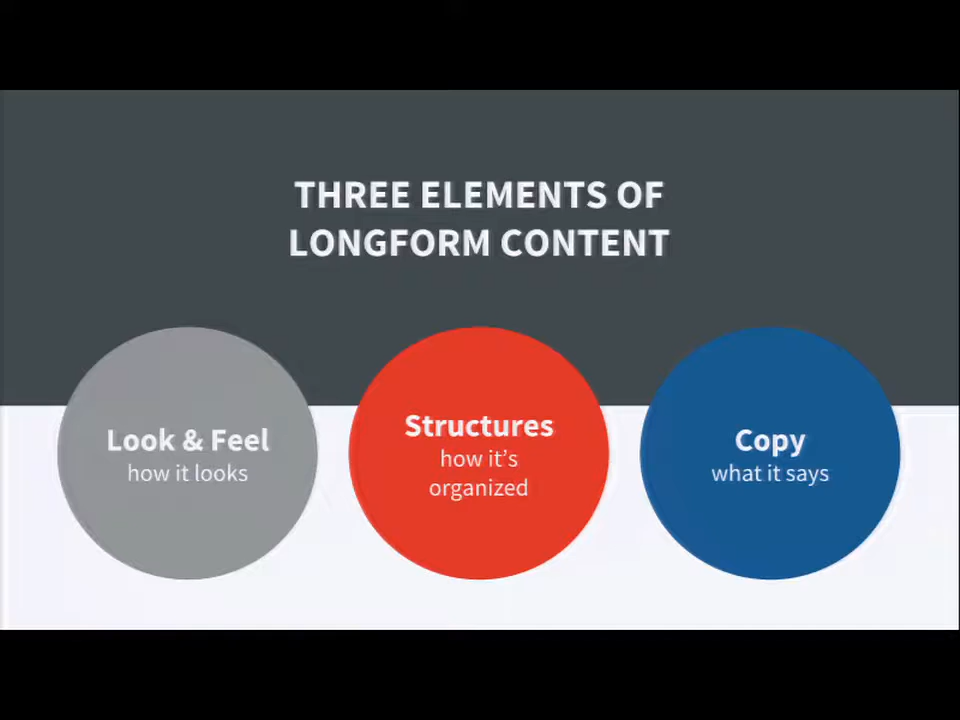 THREE ELEMENTS OF
LONGFORM CONTENT
Look & Feel
how it looks
Structures
how it’s
organized
Copy
what it says